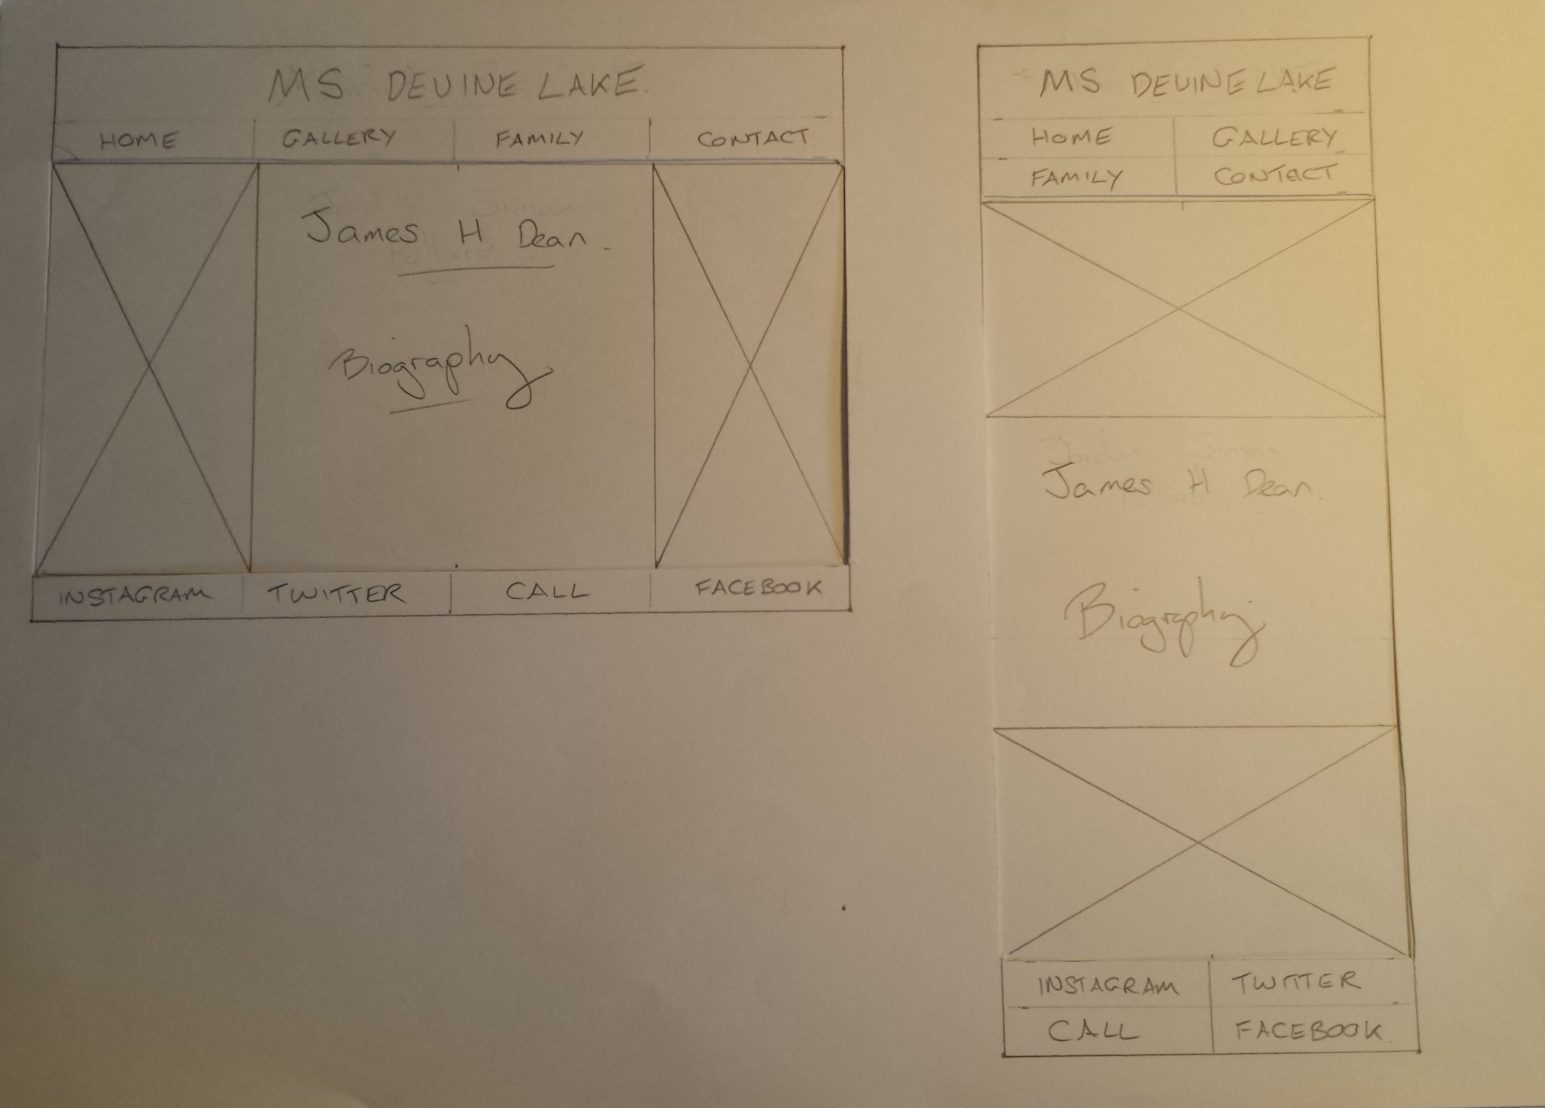 MS DEVINE LAKE.
HOME GALLERY FAMILY CONTACT
James H Dean.
Biography
INSTAGRAM TWITTER CALL FACEBOOK
MS DEVINE LAKE
HOME GALLERY
FAMILY CONTACT
James H Dean.
Biography
INSTAGRAM TWITTER
CALL FACEBOOK